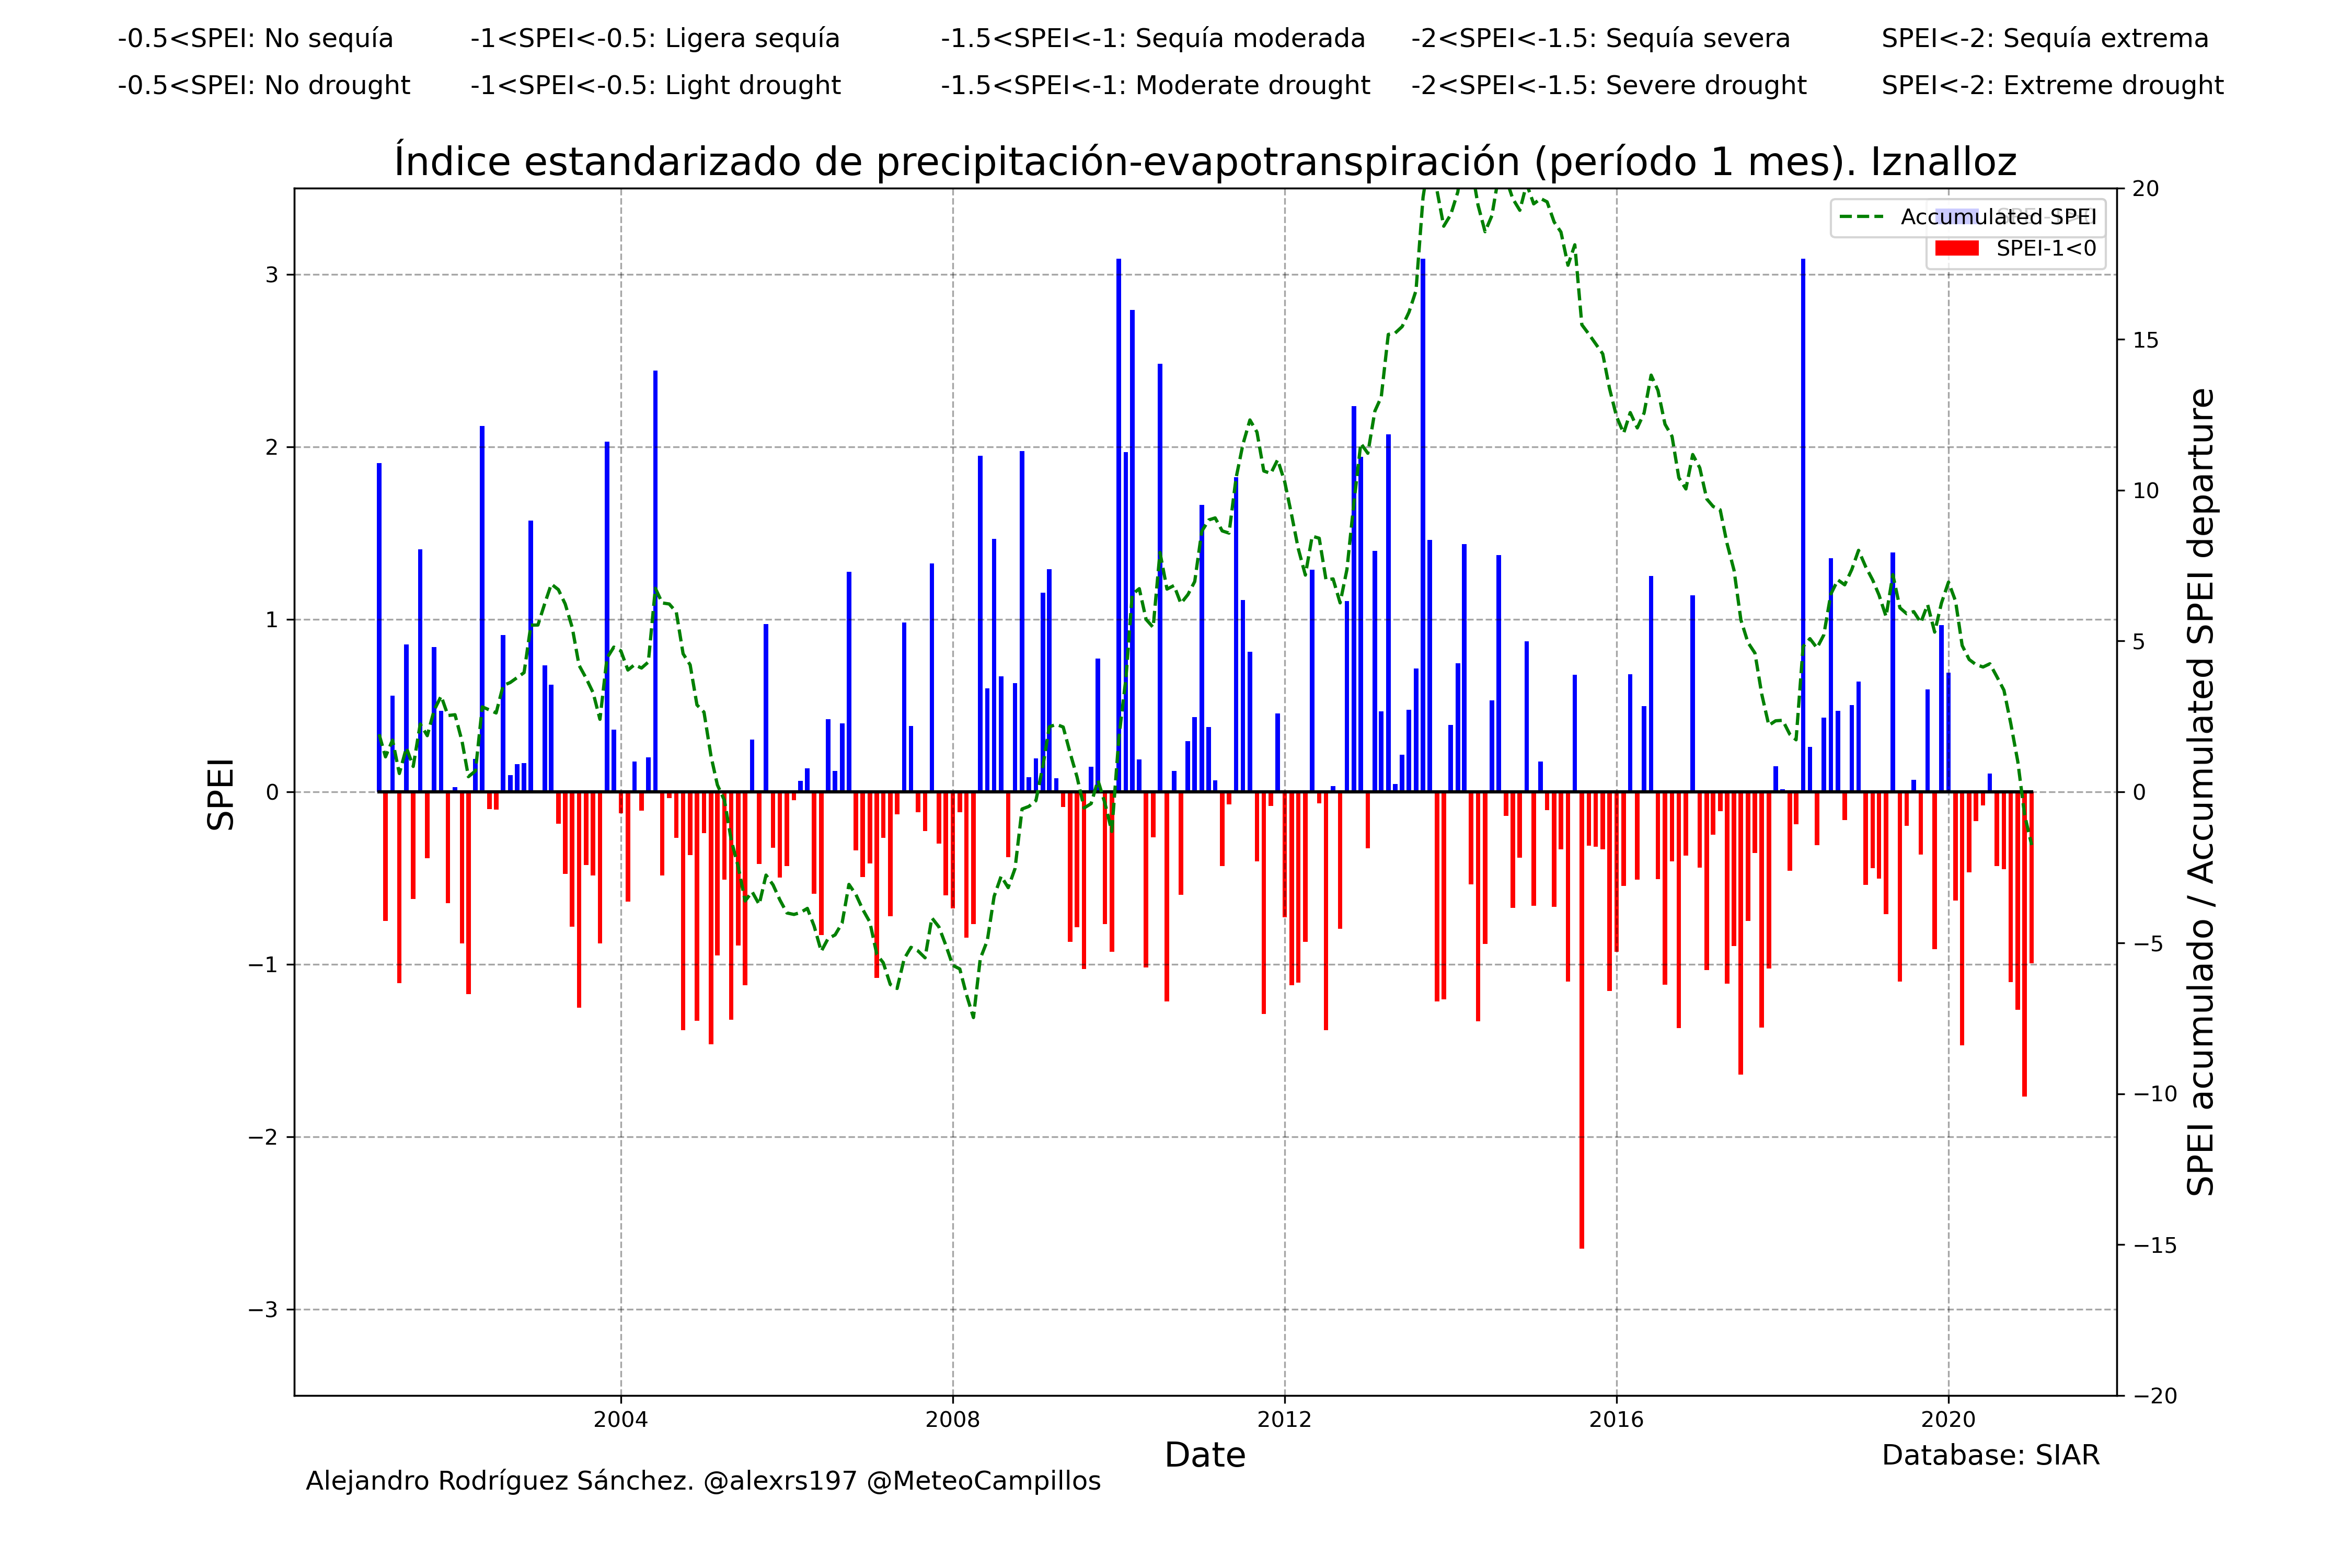 -0.5<SPEI: No sequía -1<SPEI<-0.5: Ligera sequía -1.5<SPEI<-1: Sequía moderada -2<SPEI<-1.5: Sequía severa SPEI<-2: Sequía extrema
-0.5<SPEI: No drought -1<SPEI<-0.5: Light drought -1.5<SPEI<-1: Moderate drought -2<SPEI<-1.5: Severe drought SPEI<-2: Extreme drought
Índice estandarizado de precipitación-evapotranspiración (período 1 mes). Iznalloz
Accumulated SPEI
SPEI-1<0
SPEI
3
2
1
0
−1
−2
−3
20
15
10
5
0
−5
−10
−15
−20
SPEI acumulado / Accumulated SPEI departure
2004 2008 2012 2016 2020
Date
Database: SIAR
Alejandro Rodríguez Sánchez. @alexrs197 @MeteoCampillos